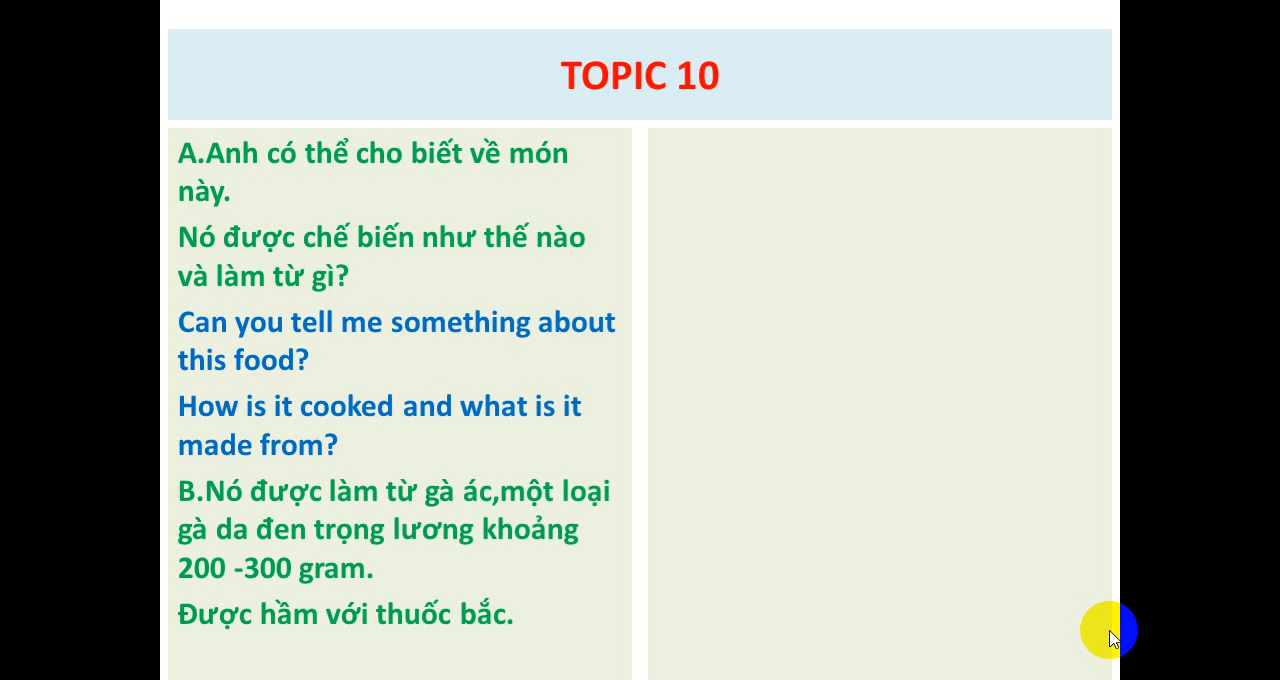 TOPIC 10
A.Anh có thể cho biết về món
này.
Nó được chế biến như thế nào
và làm từ gì?
Can you tell me something about
this food?
How is it cooked and what is it
made from?
B.Nó được làm từ gà ác,một loại
gà da đen trọng lương khoảng
200 -300 gram.
Được hầm với thuốc bắc.